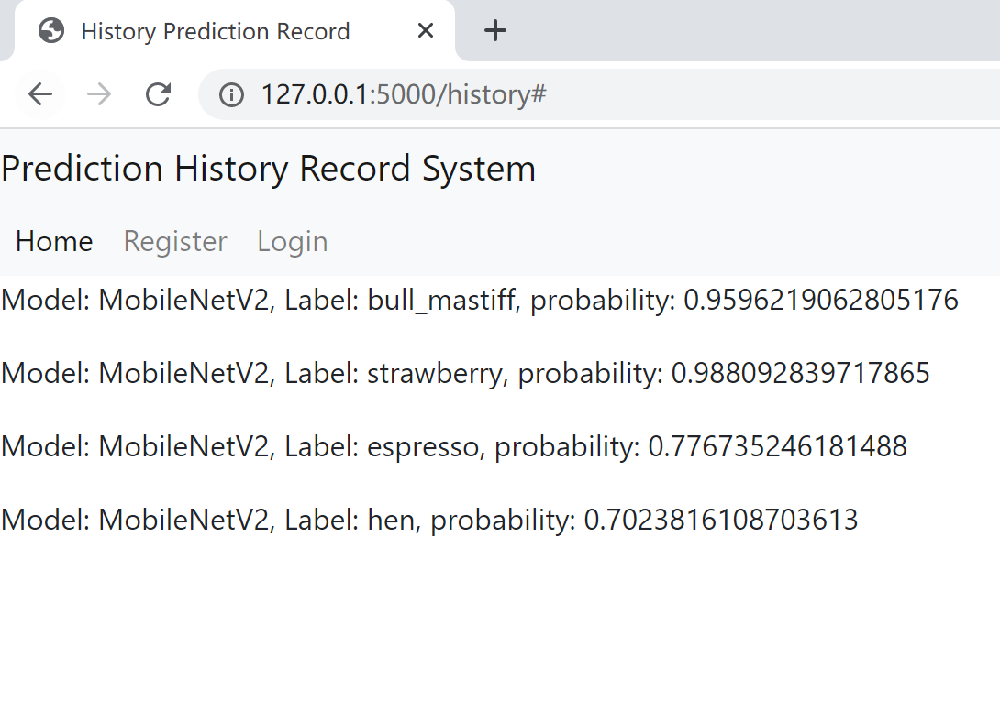 History Prediction Record
127.0.0.1:5000/history#
Prediction History Record System
Home Register Login
Model: MobileNetV2, Label: bull_mastiff, probability: 0.9596219062805176
Model: MobileNetV2, Label: strawberry, probability: 0.988092839717865
Model: MobileNetV2, Label: espresso, probability: 0.776735246181488
Model: MobileNetV2, Label: hen, probability: 0.7023816108703613